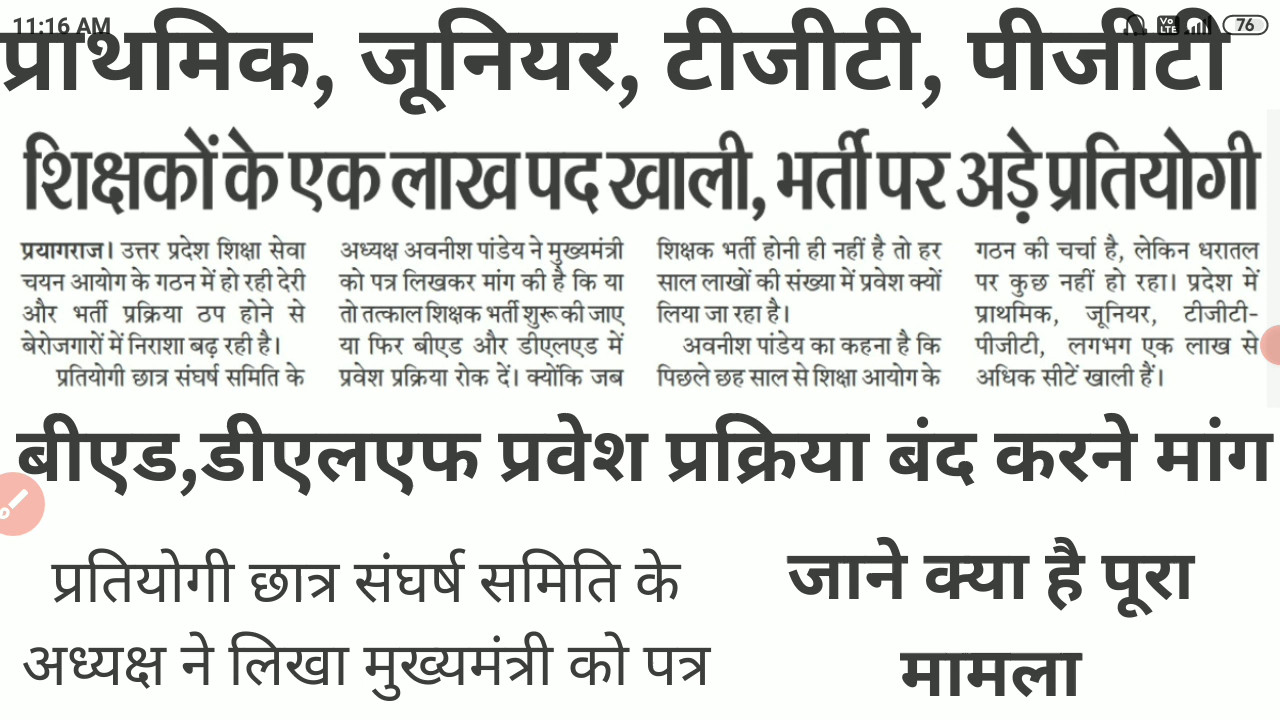 11:16 AM
Vo LTE
76
प्राथमिक, जूनियर, टीजीटी, पीजीटी
शिक्षकों के एक लाख पद खाली, भर्ती पर अड़े प्रतियोगी
प्रयागराज। उत्तर प्रदेश शिक्षा सेवा
चयन आयोग के गठन में हो रही देरी
और भर्ती प्रक्रिया ठप होने से
बेरोजगारों में निराशा बढ़ रही है।
प्रतियोगी छात्र संघर्ष समिति के
अध्यक्ष अवनीश पांडेय ने मुख्यमंत्री
को पत्र लिखकर मांग की है कि या
तो तत्काल शिक्षक भर्ती शुरू की जाए
या फिर बीएड और डीएलएड में
प्रवेश प्रक्रिया रोक दें। क्योंकि जब
शिक्षक भर्ती होनी ही नहीं है तो हर
साल लाखों की संख्या में प्रवेश क्यों
लिया जा रहा है।
अवनीश पांडेय का कहना है कि
पिछले छह साल से शिक्षा आयोग के
गठन की चर्चा है, लेकिन धरातल
पर कुछ नहीं हो रहा। प्रदेश में
प्राथमिक, जूनियर, टीजीटी-
पीजीटी, लगभग एक लाख से
अधिक सीटें खाली हैं।
बीएड,डीएलएफ प्रवेश प्रक्रिया बंद करने मांग
प्रतियोगी छात्र संघर्ष समिति के
अध्यक्ष ने लिखा मुख्यमंत्री को पत्र
जाने क्या है पूरा
मामला